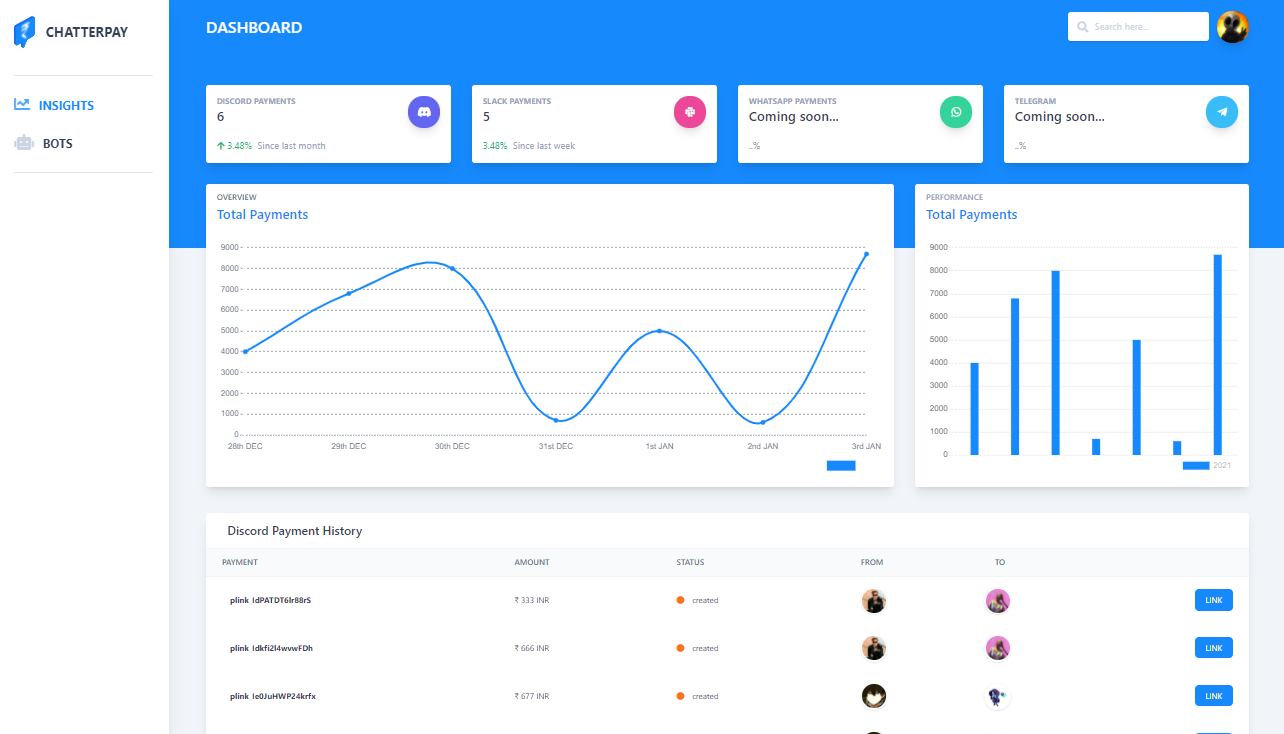 CHATTERPAY
INSIGHTS
BOTS
DASHBOARD
Search here...
DISCORD PAYMENTS
6
3.48% Since last month
SLACK PAYMENTS
5
3.48% Since last week
WHATSAPP PAYMENTS
Coming soon...
..%
TELEGRAM
Coming soon...
..%
OVERVIEW
Total Payments
9000
8000
7000
6000
5000
4000
3000
2000
1000
0
28th DEC 29th DEC 30th DEC 31st DEC 1st JAN 2nd JAN 3rd JAN
PERFORMANCE
Total Payments
9000
8000
7000
6000
5000
4000
3000
2000
1000
0
2021
Discord Payment History
PAYMENT AMOUNT STATUS FROM TO
₹ 333 INR created LINK
₹ 666 INR created LINK
₹ 677 INR created LINK